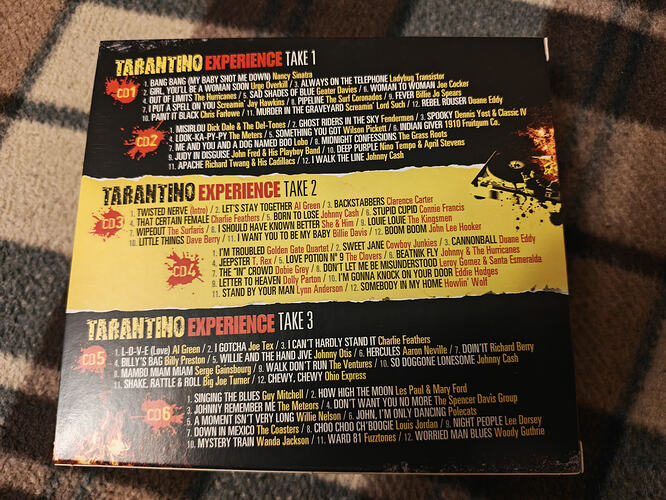 TARANTINO EXPERIENCE TAKE 1
CD1
1. BANG BANG (MY BABY SHOT ME DOWN) Nancy Sinatra
2. GIRL, YOU'LL BE A WOMAN SOON Urge Overkill / 3. ALWAYS ON THE TELEPHONE Ladybug Transistor
4. OUT OF LIMITS The Hurricanes / 5. SAD SHADES OF BLUE Geater Davies / 6. WOMAN TO WOMAN Joe Cocker
7. I PUT A SPELL ON YOU Screamin' Jay Hawkins / 8. PIPELINE The Surf Coronados / 9. FEVER Billie Jo Spears
10. PAINT IT BLACK Chris Farlowe / 11. MURDER IN THE GRAVEYARD Screamin' Lord Such / 12. REBEL ROUSER Duane Eddy
CD2
1. MISIRLOU Dick Dale & The Del-Tones / 2. GHOST RIDERS IN THE SKY Fendermen / 3. SPOOKY Dennis Yost & Classic IV
4. LOOK-KA-PY-PY The Meters / 5. SOMETHING YOU GOT Wilson Pickett / 6. INDIAN GIVER 1910 Fruitgum Co.
7. ME AND YOU AND A DOG NAMED BOO Lobo / 8. MIDNIGHT CONFESSIONS The Grass Roots
9. JUDY IN DISGUISE John Fred & His Playboy Band / 10. DEEP PURPLE Nino Tempo & April Stevens
11. APACHE Richard Twang & His Cadillacs / 12. I WALK THE LINE Johnny Cash
TARANTINO EXPERIENCE TAKE 2
CD3
1. TWISTED NERVE (Intro) / 2. LET'S STAY TOGETHER Al Green / 3. BACKSTABBERS Clarence Carter
4. THAT CERTAIN FEMALE Charlie Feathers / 5. BORN TO LOSE Johnny Cash / 6. STUPID CUPID Connie Francis
7. WIPEOUT The Surfaris / 8. I SHOULD HAVE KNOWN BETTER She & Him / 9. LOUIE LOUIE The Kingsmen
10. LITTLE THINGS Dave Berry / 11. I WANT YOU TO BE MY BABY Billie Davis / 12. BOOM BOOM John Lee Hooker
CD4
1. I'M TROUBLED Golden Gate Quartet / 2. SWEET JANE Cowboy Junkies / 3. CANNONBALL Duane Eddy
4. JEEPSTER T. Rex / 5. LOVE POTION N° 9 The Clovers / 6. BEATNIK FLY Johnny & The Hurricanes
7. THE "IN" CROWD Dobie Grey / 8. DON'T LET ME BE MISUNDERSTOOD Leroy Gomez & Santa Esmeralda
9. LETTER TO HEAVEN Dolly Parton / 10. I'M GONNA KNOCK ON YOUR DOOR Eddie Hodges
11. STAND BY YOUR MAN Lynn Anderson / 12. SOMEBODY IN MY HOME Howlin' Wolf
TARANTINO EXPERIENCE TAKE 3
CD5
1. L-O-V-E (Love) Al Green / 2. I GOTCHA Joe Tex / 3. I CAN'T HARDLY STAND IT Charlie Feathers
4. BILLY'S BAG Billy Preston / 5. WILLIE AND THE HAND JIVE Johnny Otis / 6. HERCULES Aaron Neville / 7. DOIN'IT Richard Berry
8. MAMBO MIAM MIAM Serge Gainsbourg / 9. WALK DON'T RUN The Ventures / 10. SO DOGGONE LONESOME Johnny Cash
11. SHAKE, RATTLE & ROLL Big Joe Turner / 12. CHEWY, CHEWY Ohio Express
CD6
1. SINGING THE BLUES Guy Mitchell / 2. HOW HIGH THE MOON Les Paul & Mary Ford
3. JOHNNY REMEMBER ME The Meteors / 4. DON'T WANT YOU NO MORE The Spencer Davis Group
5. A MOMENT ISN'T VERY LONG Willie Nelson / 6. JOHN, I'M ONLY DANCING Polecats
7. DOWN IN MEXICO The Coasters / 8. CHOO CHOO CH'BOOGIE Louis Jordan / 9. NIGHT PEOPLE Lee Dorsey
10. MYSTERY TRAIN Wanda Jackson / 11. WARD 81 Fuzztones / 12. WORRIED MAN BLUES Woody Guthrie